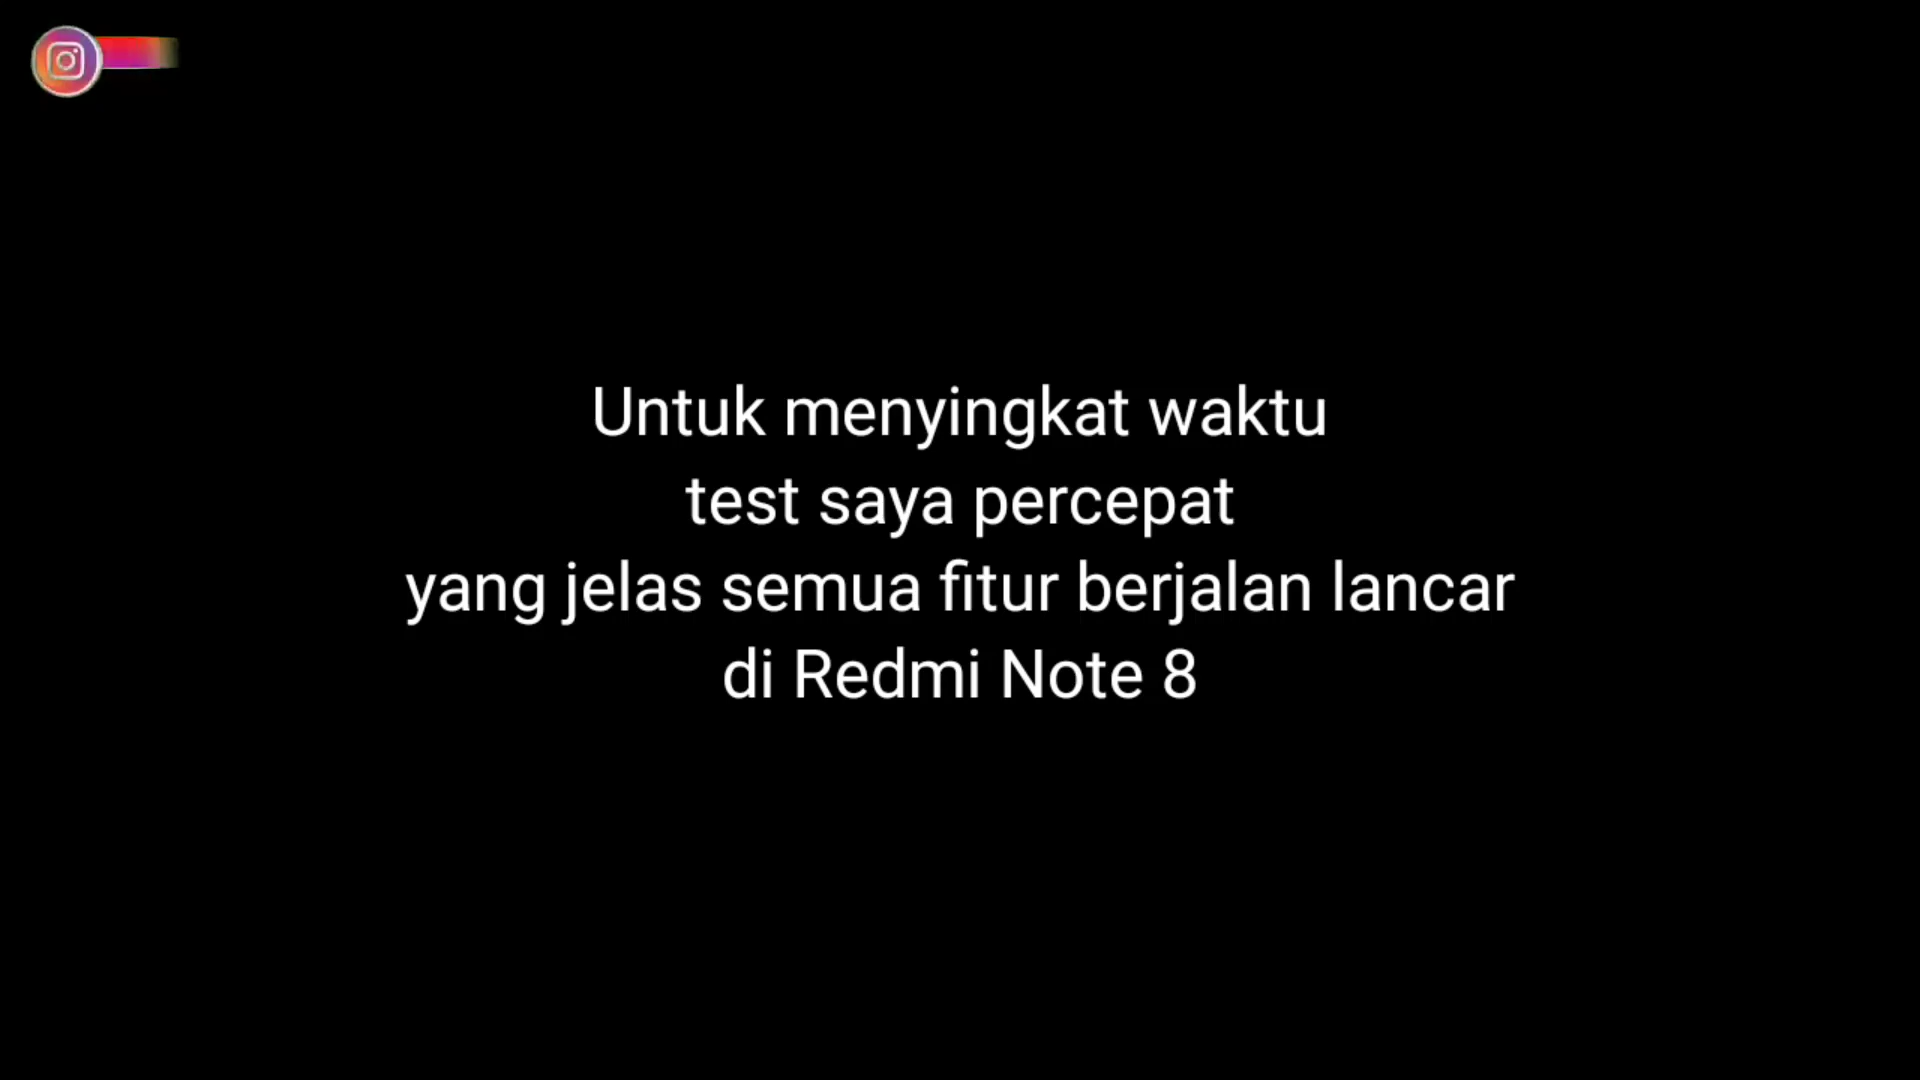 Untuk menyingkat waktu
test saya percepat
yang jelas semua fitur berjalan lancar
di Redmi Note 8